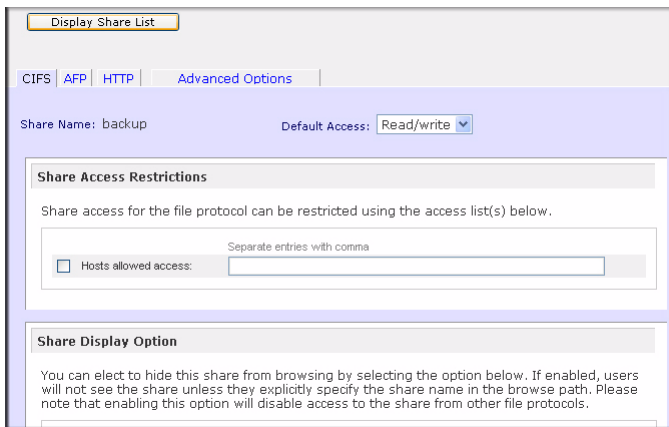 Display Share List
CIFS AFP HTTP Advanced Options
Share Name: backup Default Access: Read/write
Share Access Restrictions
Share access for the file protocol can be restricted using the access list(s) below.
Separate entries with comma
Hosts allowed access:
Share Display Option
You can elect to hide this share from browsing by selecting the option below. If enabled, users
will not see the share unless they explicitly specify the share name in the browse path. Please
note that enabling this option will disable access to the share from other file protocols.